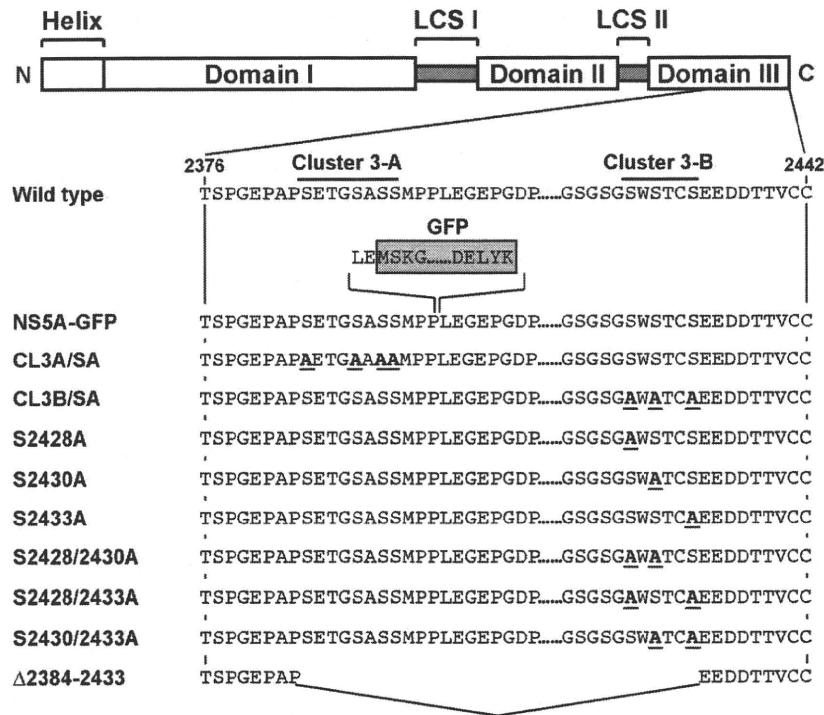 Helix LCS I LCS II
N Domain I Domain II Domain III C
2376 Cluster 3-A Cluster 3-B 2442
Wild type TSPGEPAPSETGSASSMPPLEGEPGDP......GSGSGSWSTCSEEDDTTVCC
GFP
LEMSKG......DELYK
NS5A-GFP TSPGEPAPSETGSASSMPPLEGEPGDP......GSGSGSWSTCSEEDDTTVCC
CL3A/SA TSPGEPAPAETGAAAAMPPLEGEPGDP......GSGSGSWSTCSEEDDTTVCC
CL3B/SA TSPGEPAPSETGSASSMPPLEGEPGDP......GSGSGAWATCAEEDDTTVCC
S2428A TSPGEPAPSETGSASSMPPLEGEPGDP......GSGSGAWSTCSEEDDTTVCC
S2430A TSPGEPAPSETGSASSMPPLEGEPGDP......GSGSGSWATCSEEDDTTVCC
S2433A TSPGEPAPSETGSASSMPPLEGEPGDP......GSGSGSWSTCAEEDDTTVCC
S2428/2430A TSPGEPAPSETGSASSMPPLEGEPGDP......GSGSGAWATCSEEDDTTVCC
S2428/2433A TSPGEPAPSETGSASSMPPLEGEPGDP......GSGSGAWSTCAEEDDTTVCC
S2430/2433A TSPGEPAPSETGSASSMPPLEGEPGDP......GSGSGSWATCAEEDDTTVCC
Δ2384-2433 TSPGEPAP EEDDTTVCC